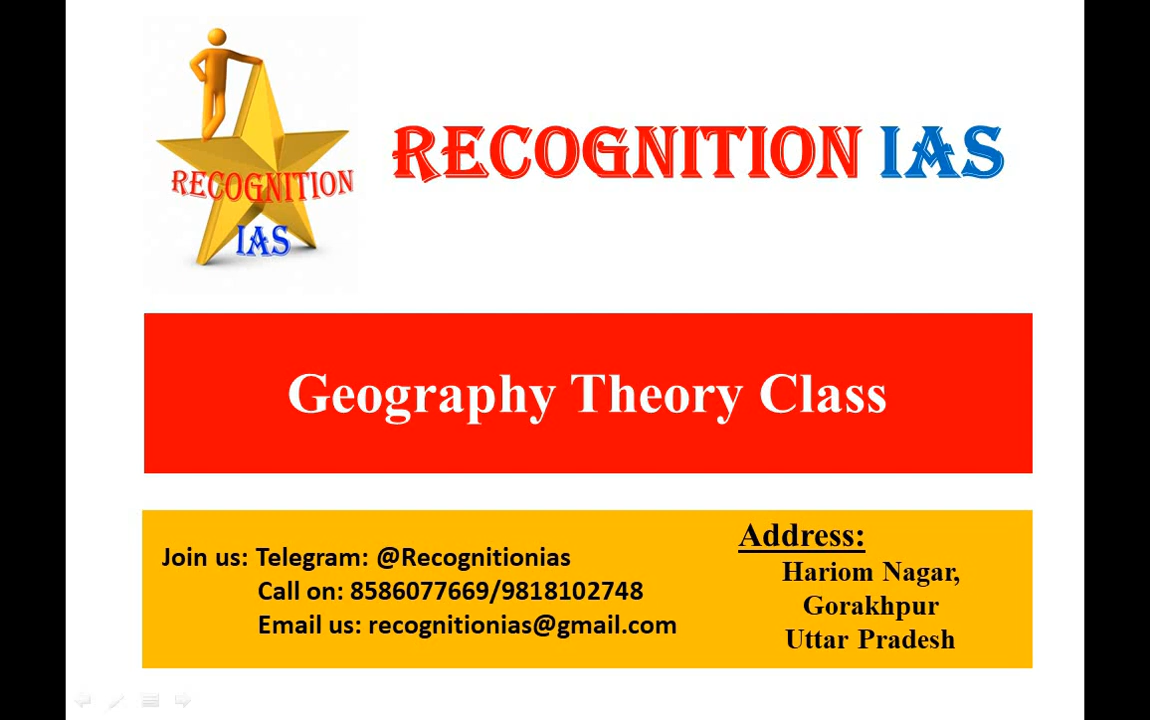 RECOGNITION
IAS
RECOGNITION IAS
Geography Theory Class
Join us: Telegram: @Recognitionias
Call on: 8586077669/9818102748
Email us: recognitionias@gmail.com
Address:
Hariom Nagar,
Gorakhpur
Uttar Pradesh